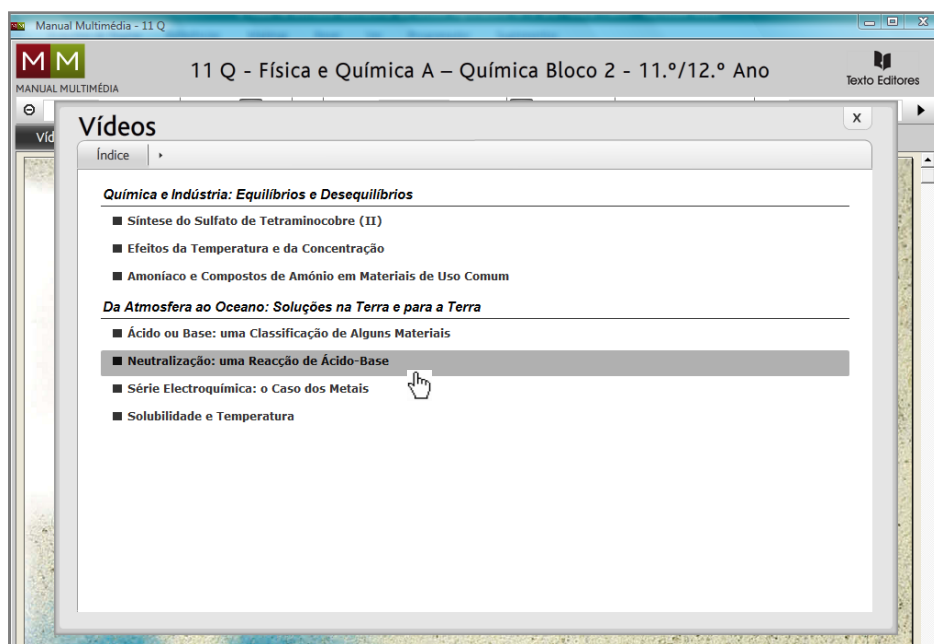 Manual Multimédia - 11 Q
MM
MANUAL MULTIMÉDIA
11 Q - Física e Química A – Química Bloco 2 - 11.º/12.º Ano
Texto Editores
Víd
Vídeos
x
Índice
Química e Indústria: Equilíbrios e Desequilíbrios
Síntese do Sulfato de Tetraminocobre (II)
Efeitos da Temperatura e da Concentração
Amoníaco e Compostos de Amónio em Materiais de Uso Comum
Da Atmosfera ao Oceano: Soluções na Terra e para a Terra
Ácido ou Base: uma Classificação de Alguns Materiais
Neutralização: uma Reacção de Ácido-Base
Série Electroquímica: o Caso dos Metais
Solubilidade e Temperatura